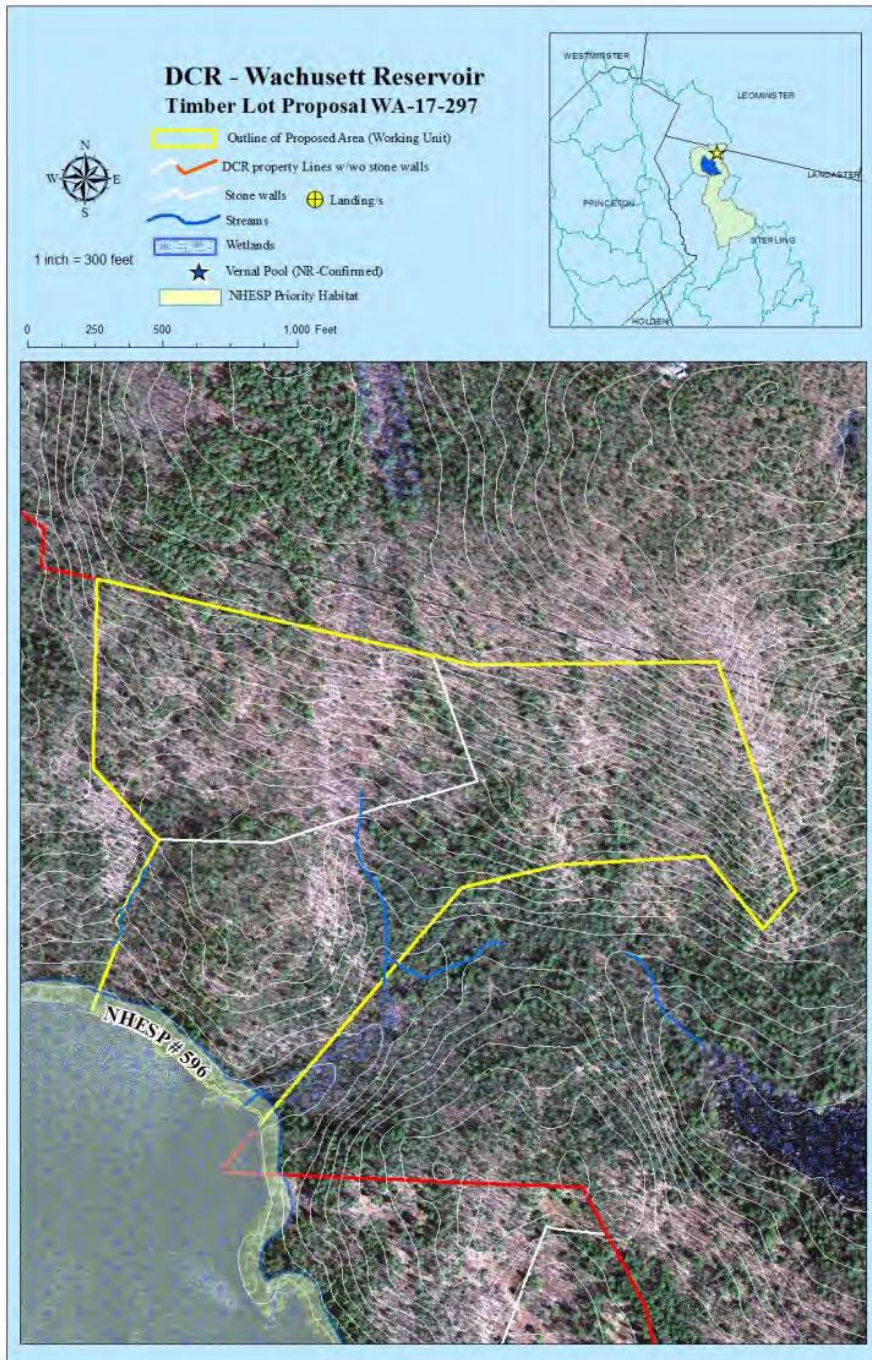 DCR - Wachusett Reservoir
Timber Lot Proposal WA-17-297
Outline of Proposed Area (Working Unit)
DCR property Lines w/wo stone walls
Stone walls
Landing/s
Streams
Wetlands
Vernal Pool (NR-Confirmed)
NHESP Priority Habitat
N
W
E
S
1 inch = 300 feet
0 250 500 1,000 Feet
WESTMINSTER
LEOMINSTER
LANCASTER
PRINCETON
STERLING
HOLDEN
NHESP # 596